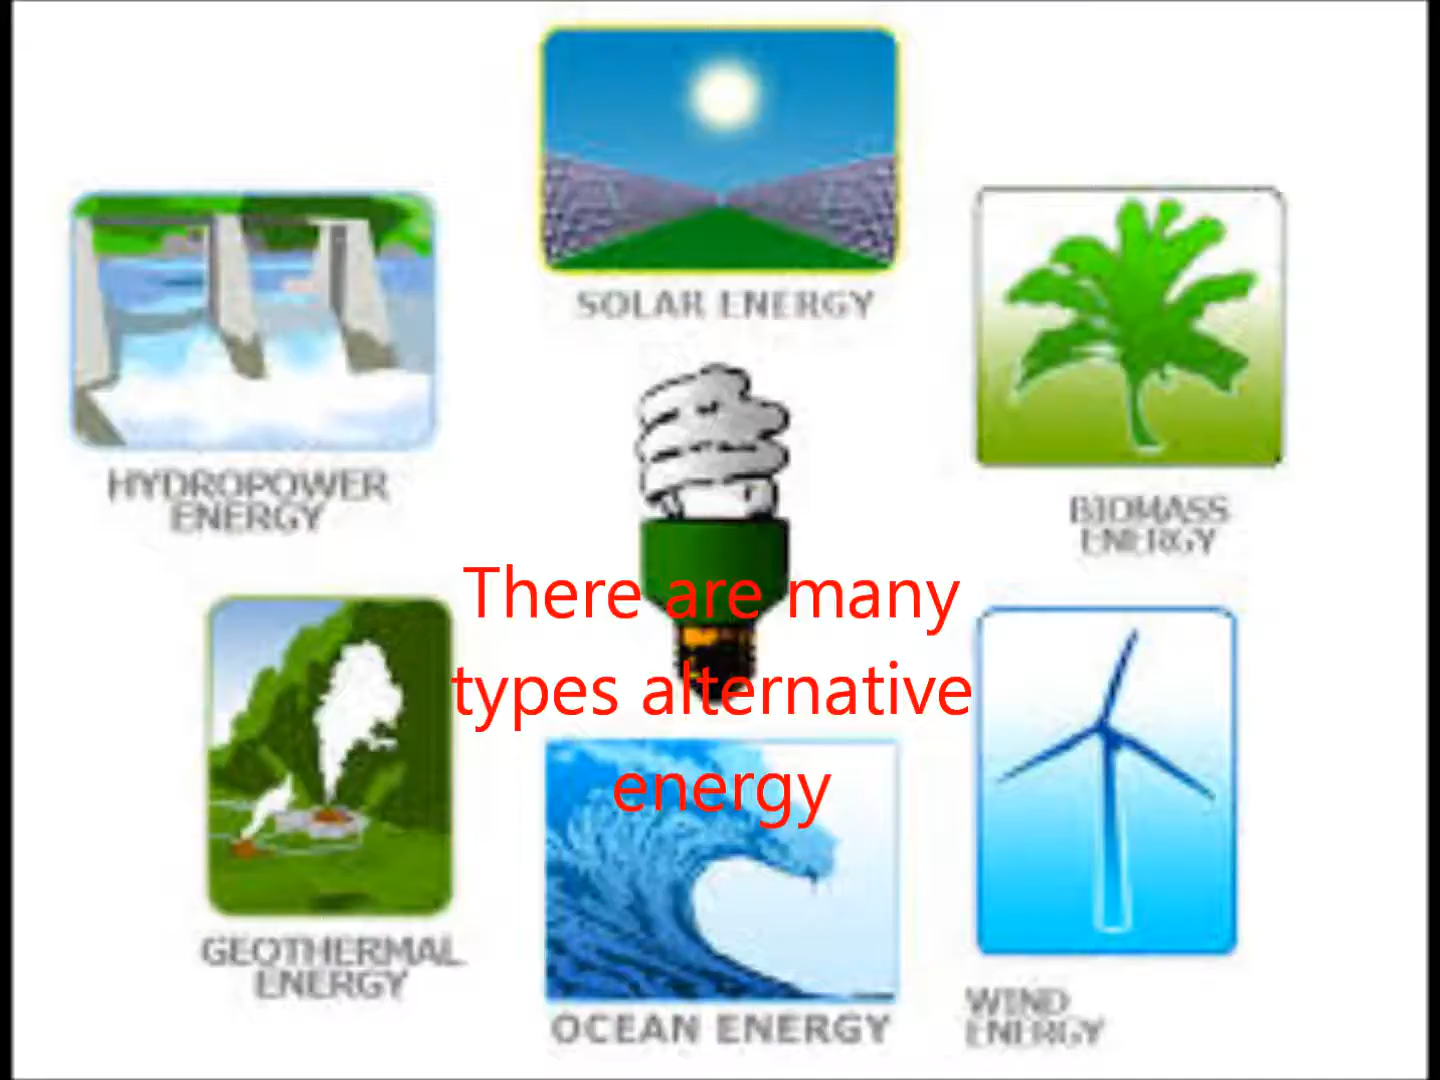 SOLAR ENERGY
HYDROPOWER
ENERGY
BIOMASS
ENERGY
There are many
types alternative
energy
GEOTHERMAL
ENERGY
OCEAN ENERGY
WIND
ENERGY